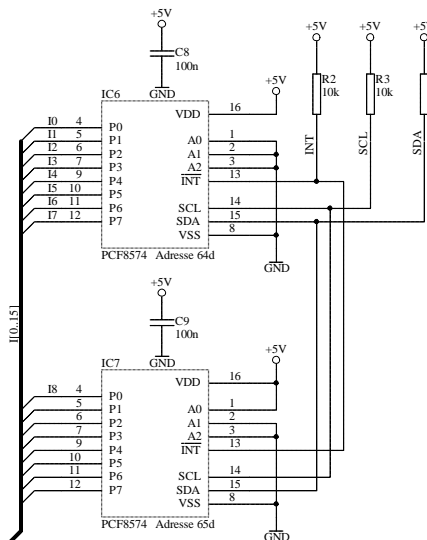 +5V
C8
100n
GND
+5V
+5V
+5V
+5V
R2
10k
R3
10k
INT
SCL
SDA
IC6
VDD 16
I0 4 P0
I1 5 P1
I2 6 P2
I3 7 P3
I4 9 P4
I5 10 P5
I6 11 P6
I7 12 P7
A0 1
A1 2
A2 3
INT 13
SCL 14
SDA 15
VSS 8
PCF8574 Adresse 64d
GND
I[0..15]
+5V
C9
100n
GND
+5V
IC7
VDD 16
I8 4 P0
5 P1
6 P2
7 P3
9 P4
10 P5
11 P6
12 P7
A0 1
A1 2
A2 3
INT 13
SCL 14
SDA 15
VSS 8
PCF8574 Adresse 65d
GND